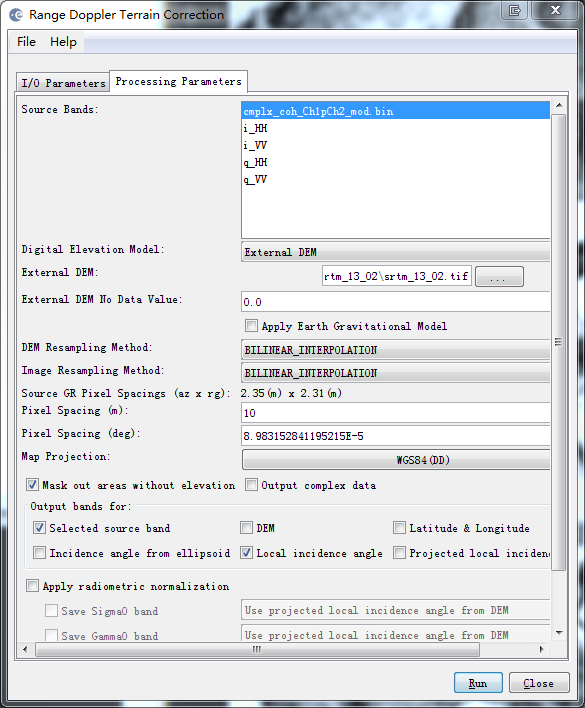 Range Doppler Terrain Correction
File Help
I/O Parameters Processing Parameters
Source Bands: cmplx_coh_Ch1pCh2_mod.bin
i_HH
i_VV
q_HH
q_VV
Digital Elevation Model: External DEM
External DEM: rtm_13_02\srtm_13_02.tif ...
External DEM No Data Value: 0.0
Apply Earth Gravitational Model
DEM Resampling Method: BILINEAR_INTERPOLATION
Image Resampling Method: BILINEAR_INTERPOLATION
Source GR Pixel Spacings (az x rg): 2.35(m) x 2.31(m)
Pixel Spacing (m): 10
Pixel Spacing (deg): 8.983152841195215E-5
Map Projection: WGS84(DD)
Mask out areas without elevation Output complex data
Output bands for:
Selected source band DEM Latitude & Longitude
Incidence angle from ellipsoid Local incidence angle Projected local inciden
Apply radiometric normalization
Save Sigma0 band Use projected local incidence angle from DEM
Save Gamma0 band Use projected local incidence angle from DEM
Run Close